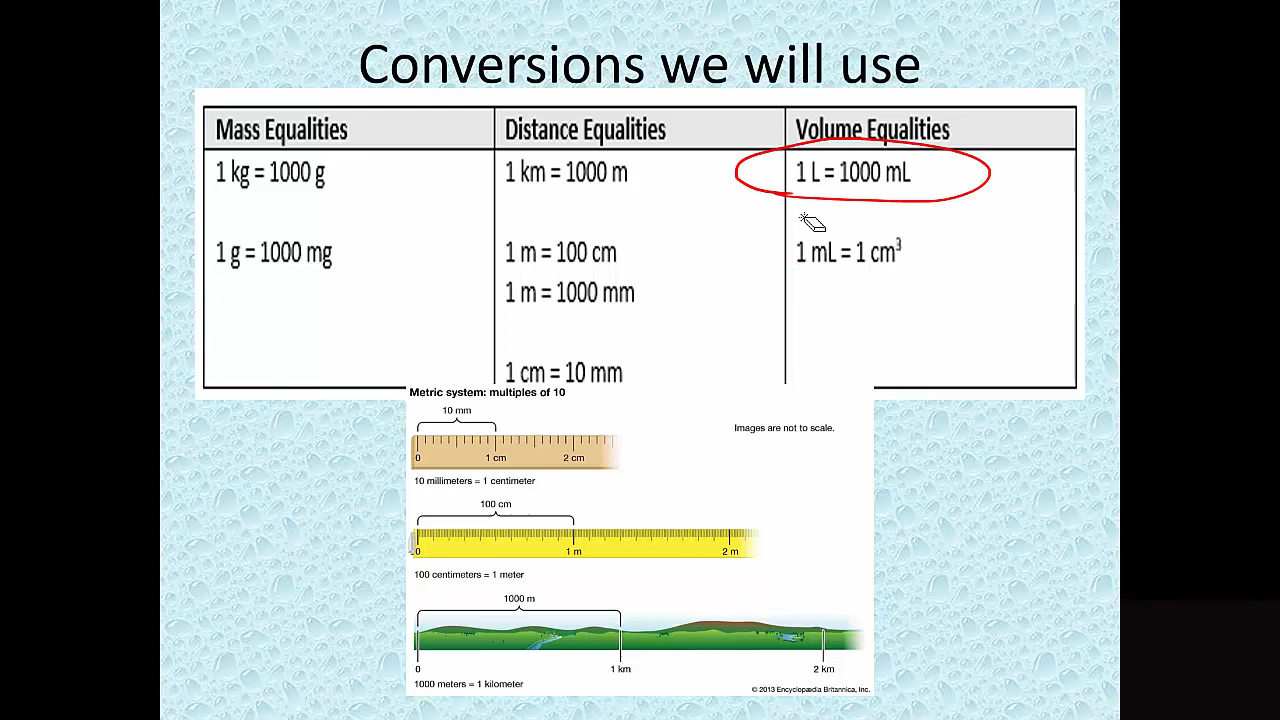 Conversions we will use
Mass Equalities
Distance Equalities
Volume Equalities
1 kg = 1000 g
1 km = 1000 m
1 L = 1000 mL
1 g = 1000 mg
1 m = 100 cm
1 mL = 1 cm³
1 m = 1000 mm
1 cm = 10 mm
Metric system: multiples of 10
10 mm
Images are not to scale.
0 1 cm 2 cm
10 millimeters = 1 centimeter
100 cm
0 1 m 2 m
100 centimeters = 1 meter
1000 m
0 1 km 2 km
1000 meters = 1 kilometer
© 2013 Encyclopædia Britannica, Inc.